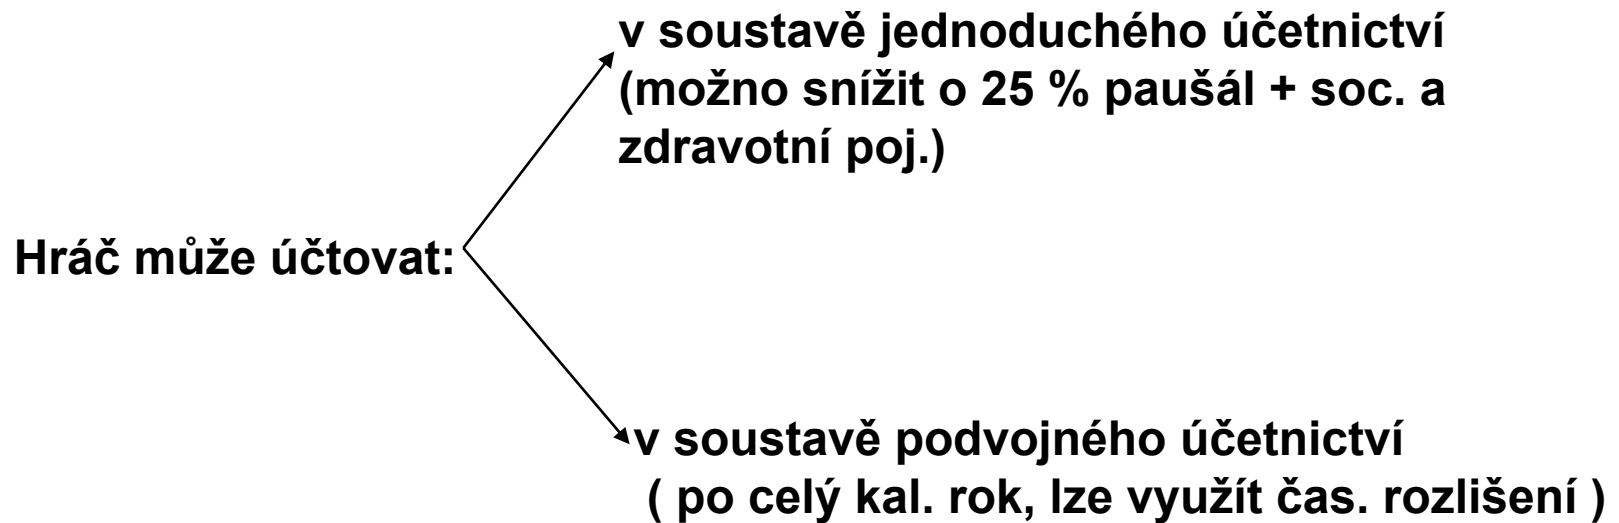 v soustavě jednoduchého účetnictví
(možno snížit o 25 % paušál + soc. a
zdravotní poj.)
Hráč může účtovat:
v soustavě podvojného účetnictví
( po celý kal. rok, lze využít čas. rozlišení )